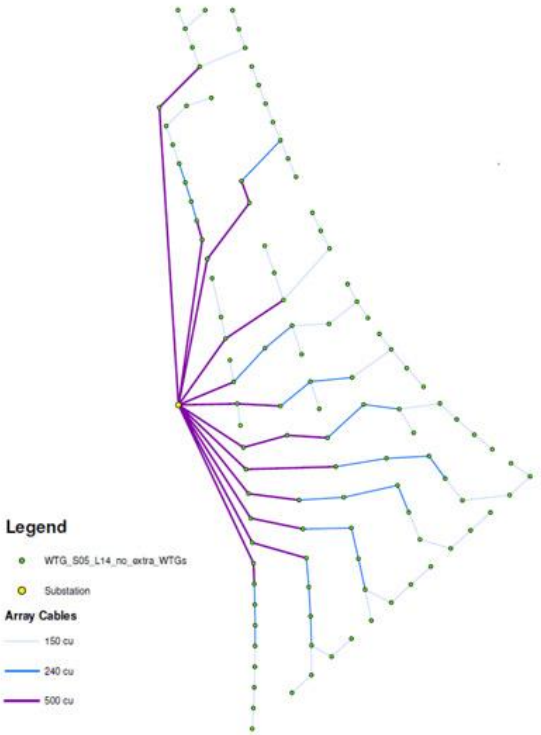 Legend
WTG_S05_L14_no_extra_WTGs
Substation
Array Cables
150 cu
240 cu
500 cu